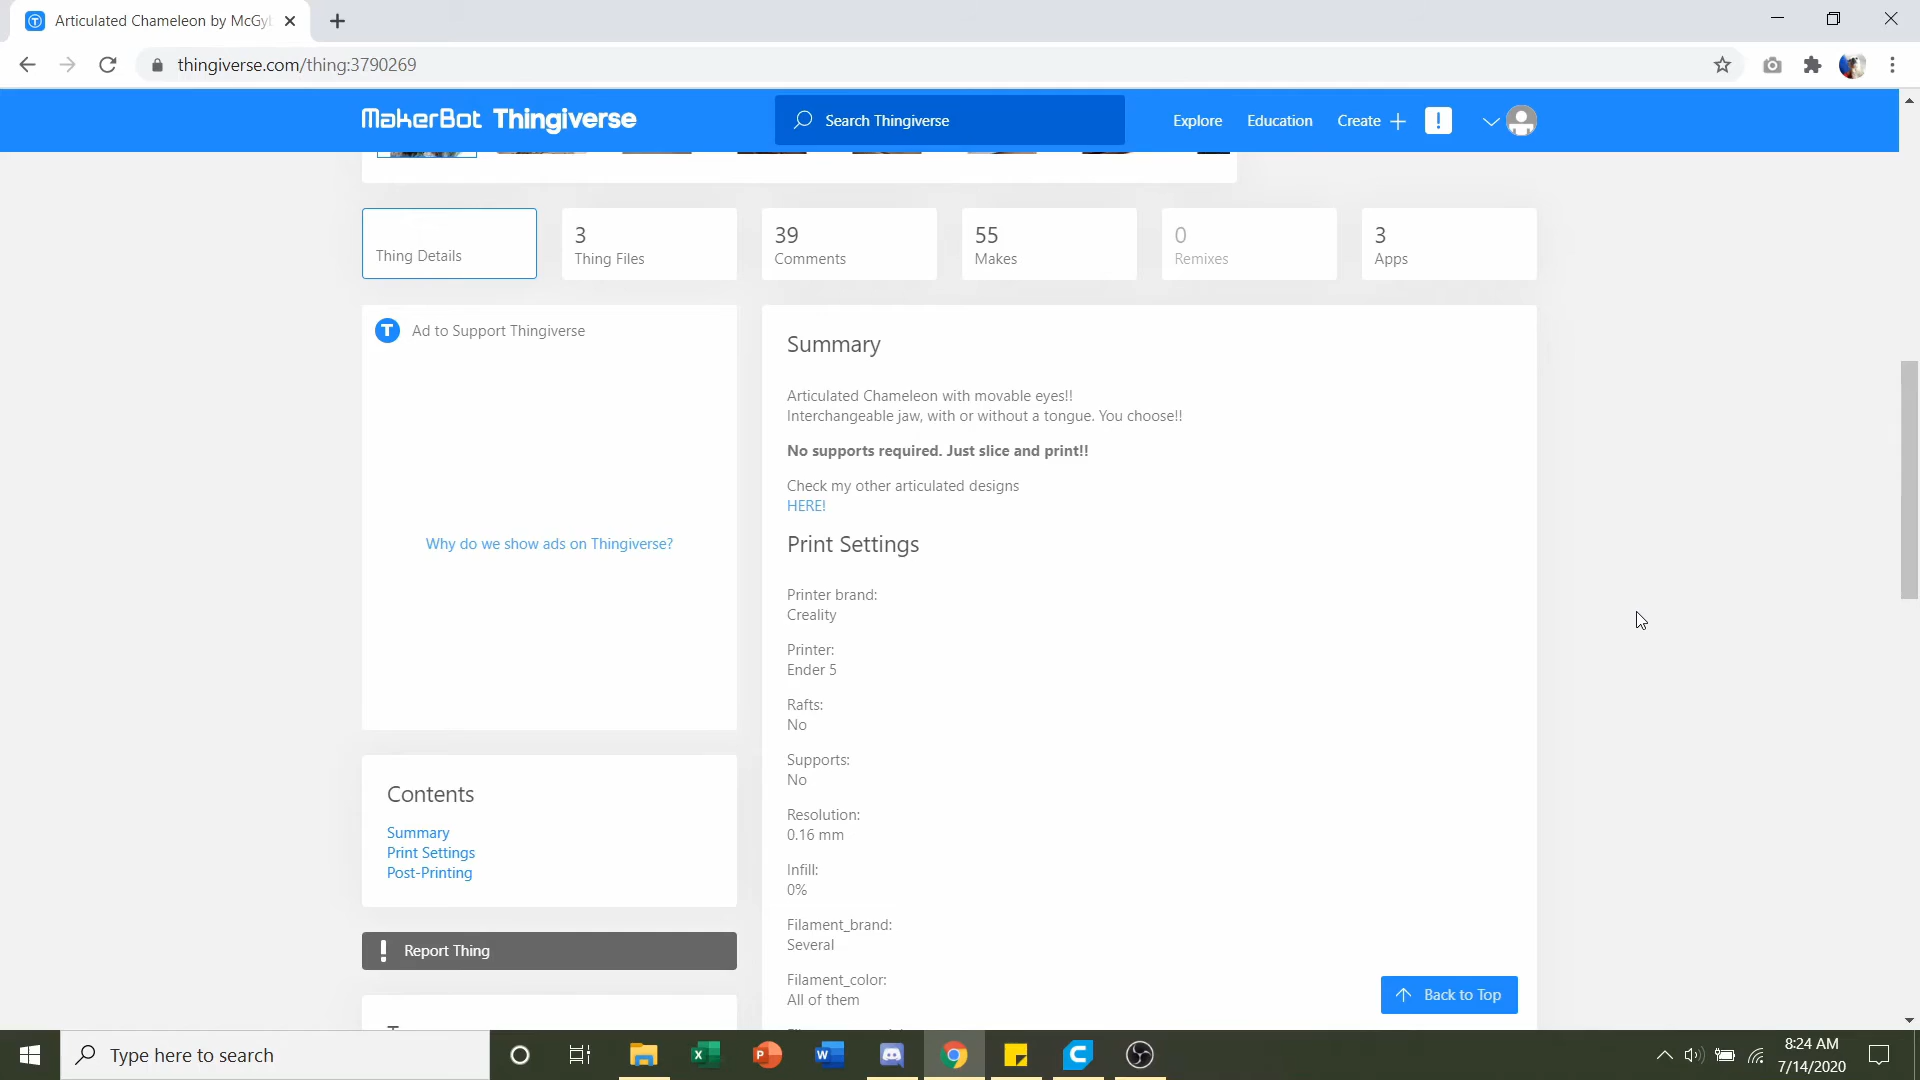 Articulated Chameleon by McGyb
thingiverse.com/thing:3790269
MakerBot Thingiverse
Search Thingiverse
Explore
Education
Create
Thing Details
3
Thing Files
39
Comments
55
Makes
0
Remixes
3
Apps
Ad to Support Thingiverse
Why do we show ads on Thingiverse?
Contents
Summary
Print Settings
Post-Printing
Report Thing
Summary
Articulated Chameleon with movable eyes!!
Interchangeable jaw, with or without a tongue. You choose!!
No supports required. Just slice and print!!
Check my other articulated designs
HERE!
Print Settings
Printer brand:
Creality
Printer:
Ender 5
Rafts:
No
Supports:
No
Resolution:
0.16 mm
Infill:
0%
Filament_brand:
Several
Filament_color:
All of them
Back to Top
Type here to search
8:24 AM
7/14/2020